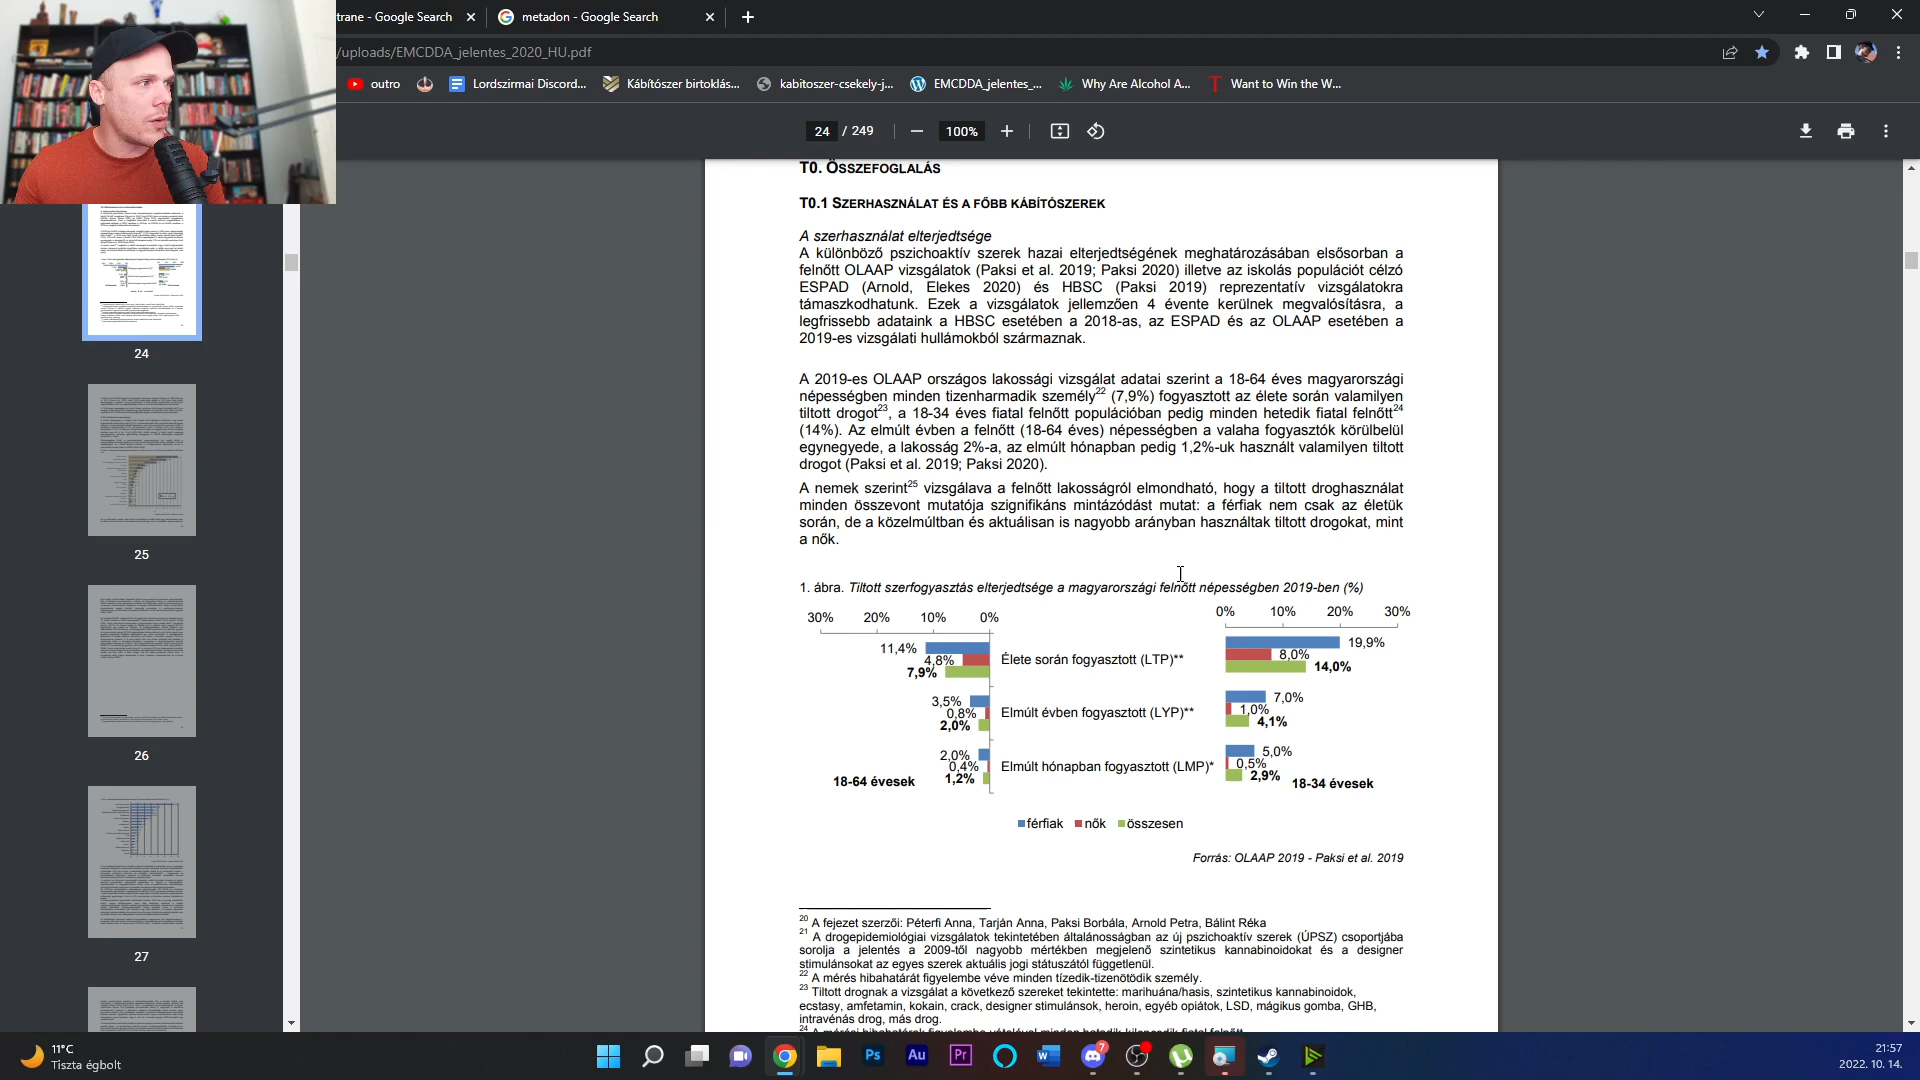 trane - Google Search
metadon - Google Search
/uploads/EMCDDA_jelentes_2020_HU.pdf
outro
Lordszirmai Discord...
Kábítószer birtoklás...
kabitoszer-csekely-j...
EMCDDA_jelentes_...
Why Are Alcohol A...
Want to Win the W...
24 / 249
100%
T0. ÖSSZEFOGLALÁS
T0.1 SZERHASZNÁLAT ÉS A FŐBB KÁBÍTÓSZEREK
A szerhasználat elterjedtsége
A különböző pszichoaktív szerek hazai elterjedtségének meghatározásában elsősorban a
felnőtt OLAAP vizsgálatok (Paksi et al. 2019; Paksi 2020) illetve az iskolás populációt célzó
ESPAD (Arnold, Elekes 2020) és HBSC (Paksi 2019) reprezentatív vizsgálatokra
támaszkodhatunk. Ezek a vizsgálatok jellemzően 4 évente kerülnek megvalósításra, a
legfrissebb adataink a HBSC esetében a 2018-as, az ESPAD és az OLAAP esetében a
2019-es vizsgálati hullámokból származnak.
A 2019-es OLAAP országos lakossági vizsgálat adatai szerint a 18-64 éves magyarországi
népességben minden tizenharmadik személy22 (7,9%) fogyasztott az élete során valamilyen
tiltott drogot23, a 18-34 éves fiatal felnőtt populációban pedig minden hetedik fiatal felnőtt24
(14%). Az elmúlt évben a felnőtt (18-64 éves) népességben a valaha fogyasztók körülbelül
egynegyede, a lakosság 2%-a, az elmúlt hónapban pedig 1,2%-uk használt valamilyen tiltott
drogot (Paksi et al. 2019; Paksi 2020).
A nemek szerint25 vizsgálava a felnőtt lakosságról elmondható, hogy a tiltott droghasználat
minden összevont mutatója szignifikáns mintázódást mutat: a férfiak nem csak az életük
során, de a közelmúltban és aktuálisan is nagyobb arányban használtak tiltott drogokat, mint
a nők.
1. ábra. Tiltott szerfogyasztás elterjedtsége a magyarországi felnőtt népességben 2019-ben (%)
30% 20% 10% 0%
0% 10% 20% 30%
11,4%
4,8%
7,9%
Élete során fogyasztott (LTP)**
19,9%
8,0%
14,0%
3,5%
0,8%
2,0%
Elmúlt évben fogyasztott (LYP)**
7,0%
1,0%
4,1%
2,0%
0,4%
1,2%
Elmúlt hónapban fogyasztott (LMP)*
5,0%
0,5%
2,9%
18-64 évesek
18-34 évesek
férfiak nők összesen
Forrás: OLAAP 2019 - Paksi et al. 2019
20 A fejezet szerzői: Péterfi Anna, Tarján Anna, Paksi Borbála, Arnold Petra, Bálint Réka
21 A drogepidemiológiai vizsgálatok tekintetében általánosságban az új pszichoaktív szerek (ÚPSZ) csoportjába
sorolja a jelentés a 2009-től nagyobb mértékben megjelenő szintetikus kannabinoidokat és a designer
stimulánsokat az egyes szerek aktuális jogi státuszától függetlenül.
22 A mérés hibahatárát figyelembe véve minden tízedik-tizenötödik személy.
23 Tiltott drognak a vizsgálat a következő szereket tekintette: marihuána/hasis, szintetikus kannabinoidok,
ecstasy, amfetamin, kokain, crack, designer stimulánsok, heroin, egyéb opiátok, LSD, mágikus gomba, GHB,
intravénás drog, más drog.
24
24
25
26
27
11°C
Tiszta égbolt
Ps
Au
Pr
7
21:57
2022. 10. 14.